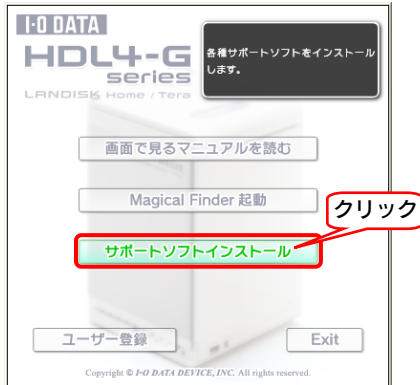 I-O DATA
HDL4-G
series
LANDISK Home / Tera
各種サポートソフトをインストール
します。
画面で見るマニュアルを読む
Magical Finder 起動
クリック
サポートソフトインストール
ユーザー登録
Exit
Copyright © I-O DATA DEVICE, INC. All rights reserved.